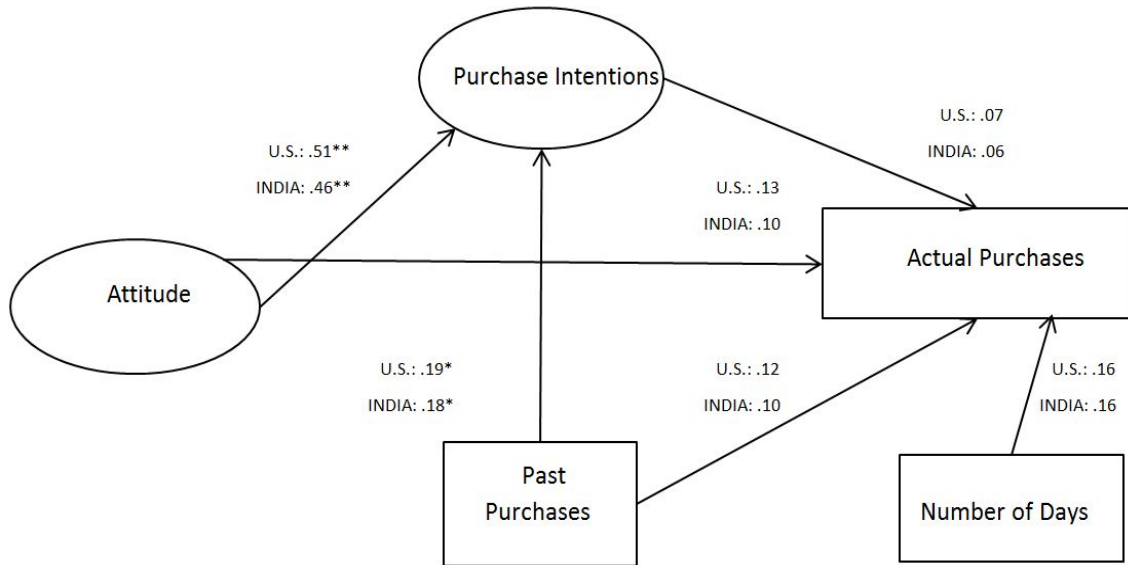 Purchase Intentions
U.S.: .07
INDIA: .06
U.S.: .51**
INDIA: .46**
U.S.: .13
INDIA: .10
Actual Purchases
Attitude
U.S.: .19*
INDIA: .18*
U.S.: .12
INDIA: .10
U.S.: .16
INDIA: .16
Past
Purchases
Number of Days